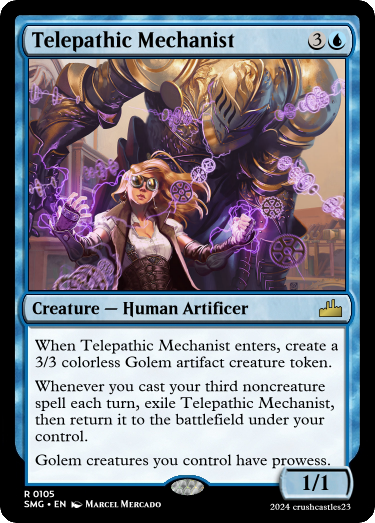 Telepathic Mechanist 3
Creature — Human Artificer
When Telepathic Mechanist enters, create a
3/3 colorless Golem artifact creature token.
Whenever you cast your third noncreature
spell each turn, exile Telepathic Mechanist,
then return it to the battlefield under your
control.
Golem creatures you control have prowess.
1/1
R 0105
SMG • EN Marcel Mercado
2024 crushcastles23